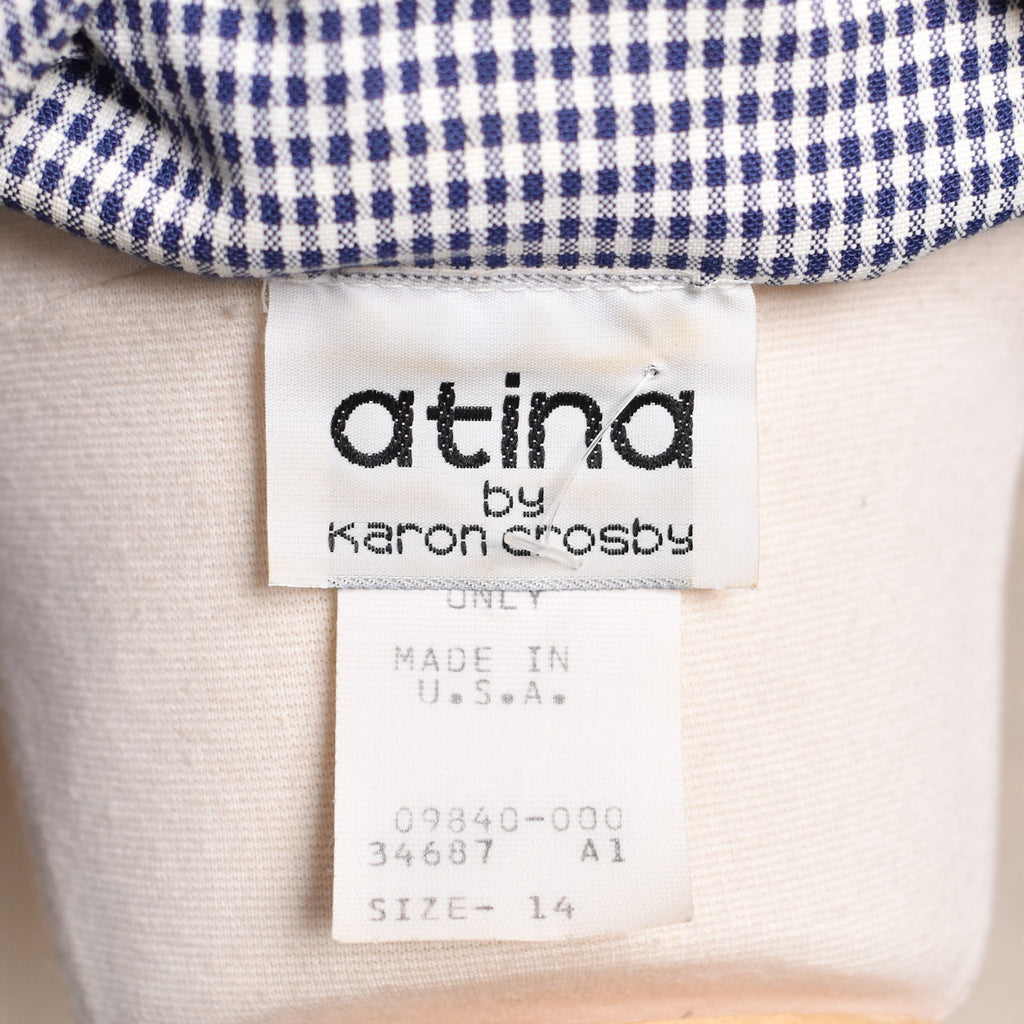 atina
by
Karon crosby
ONLY
MADE IN
U.S.A.
09840-000
34687 A1
SIZE- 14